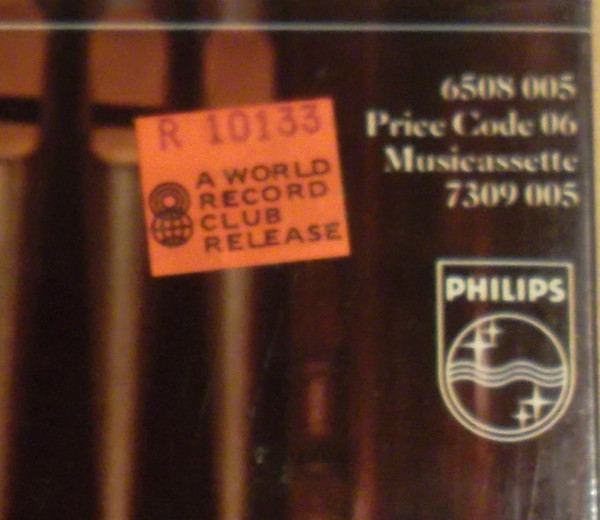 6508 005
Price Code 06
Musicassette
7309 005
R 10133
A WORLD
RECORD
CLUB
RELEASE
PHILIPS